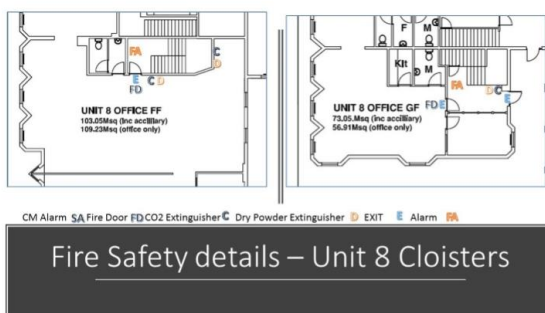 FA
C
D
E
C
D
FD
UNIT 8 OFFICE FF
103.05Msq (inc accilliary)
109.23Msq (office only)
F
M
Kit
M
FA
D
C
E
FD
E
UNIT 8 OFFICE GF
73.05.Msq (inc accilliary)
56.91Msq (office only)
CM Alarm SA Fire Door FD CO2 Extinguisher C Dry Powder Extinguisher D EXIT E Alarm FA
Fire Safety details – Unit 8 Cloisters